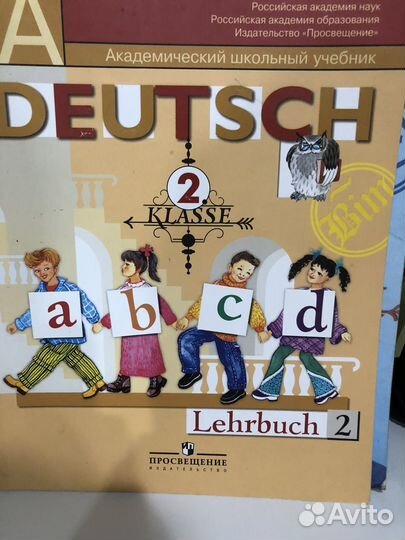 Российская академия наук
Российская академия образования
Издательство «Просвещение»
А
Академический школьный учебник
DEUTSCH
2.
KLASSE
Bim
a b c d
Lehrbuch 2
ПРОСВЕЩЕНИЕ
ИЗДАТЕЛЬСТВО
Avito